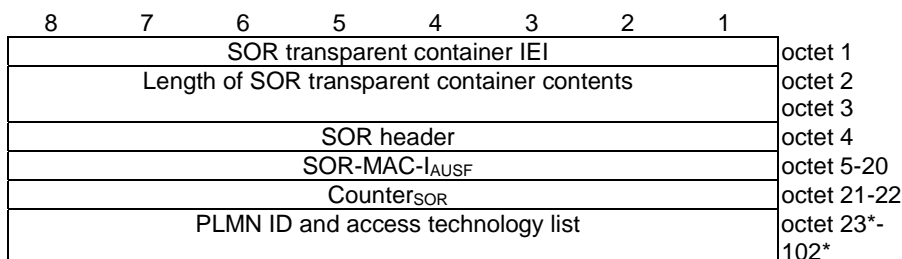 8 7 6 5 4 3 2 1
SOR transparent container IEI octet 1
Length of SOR transparent container contents octet 2
octet 3
SOR header octet 4
SOR-MAC-IAUSF octet 5-20
CounterSOR octet 21-22
PLMN ID and access technology list octet 23*-
102*